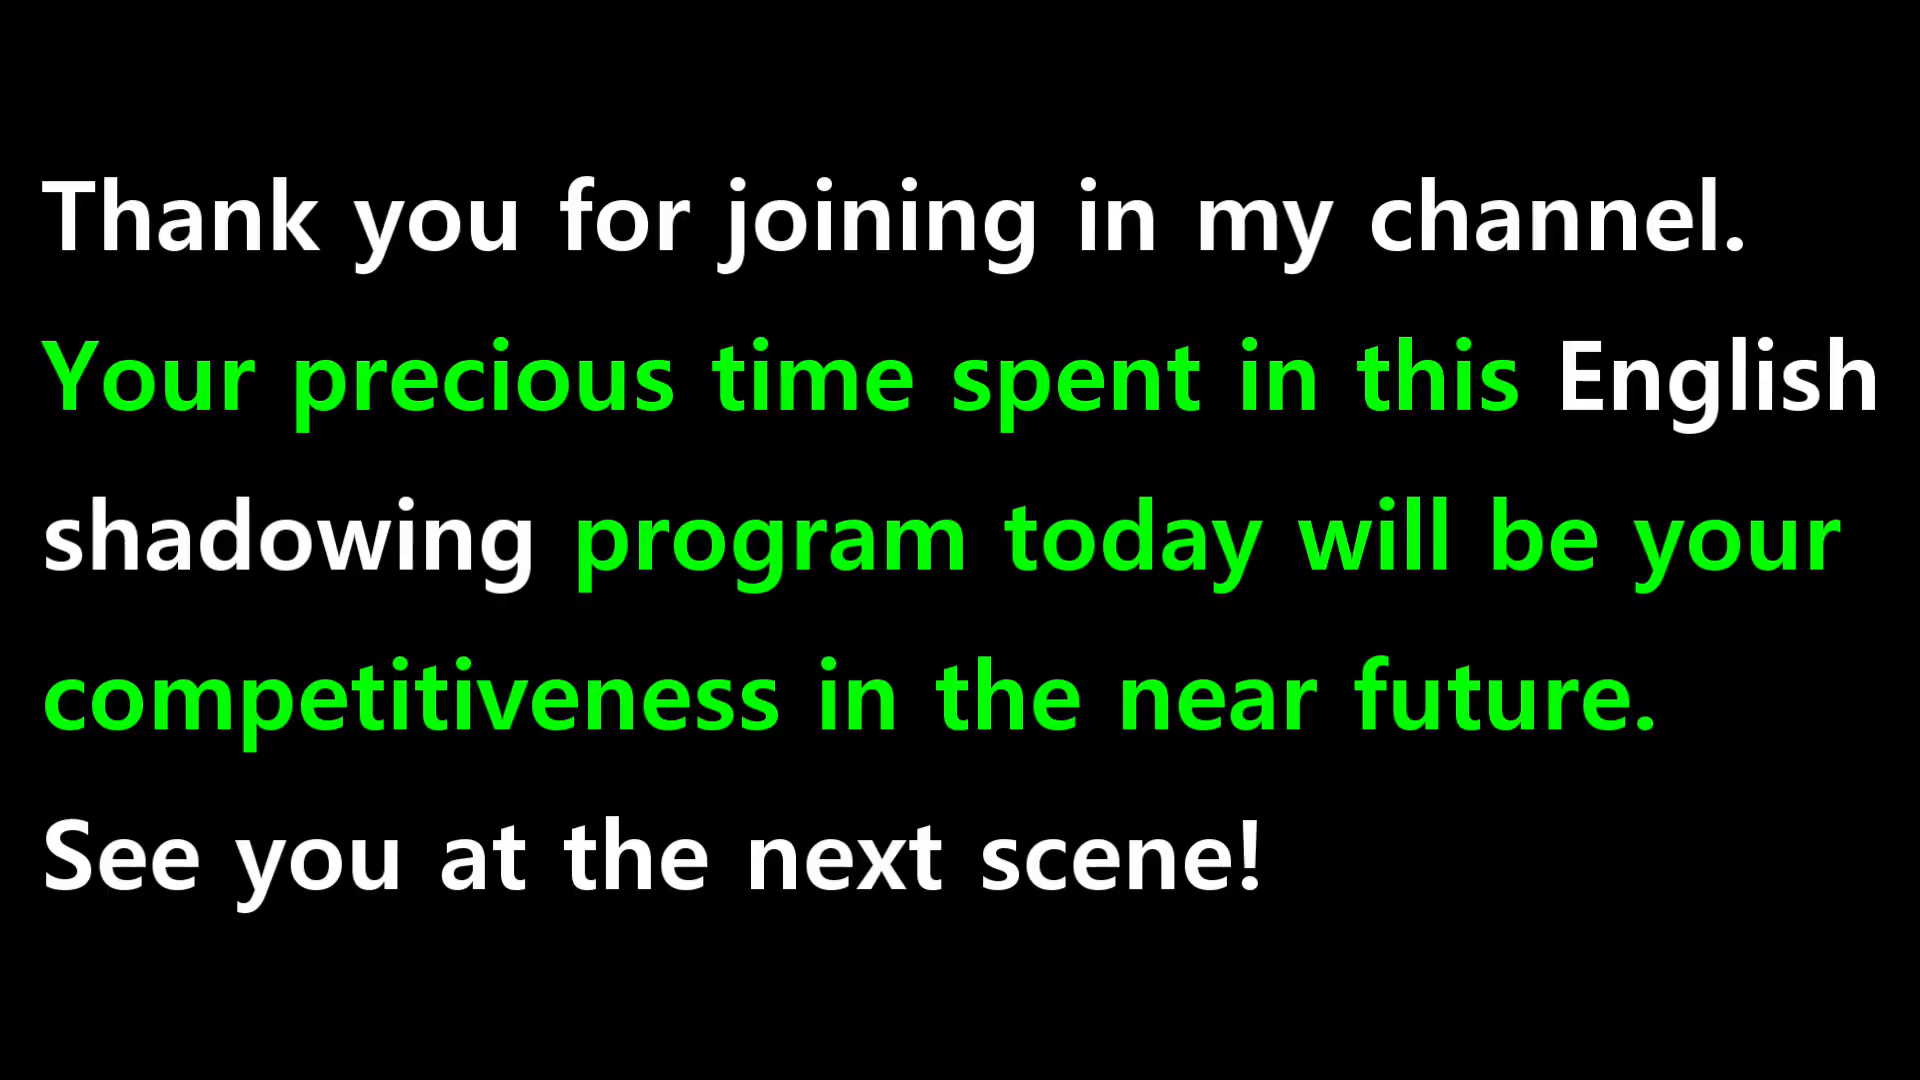 Thank you for joining in my channel.
Your precious time spent in this English
shadowing program today will be your
competitiveness in the near future.
See you at the next scene!